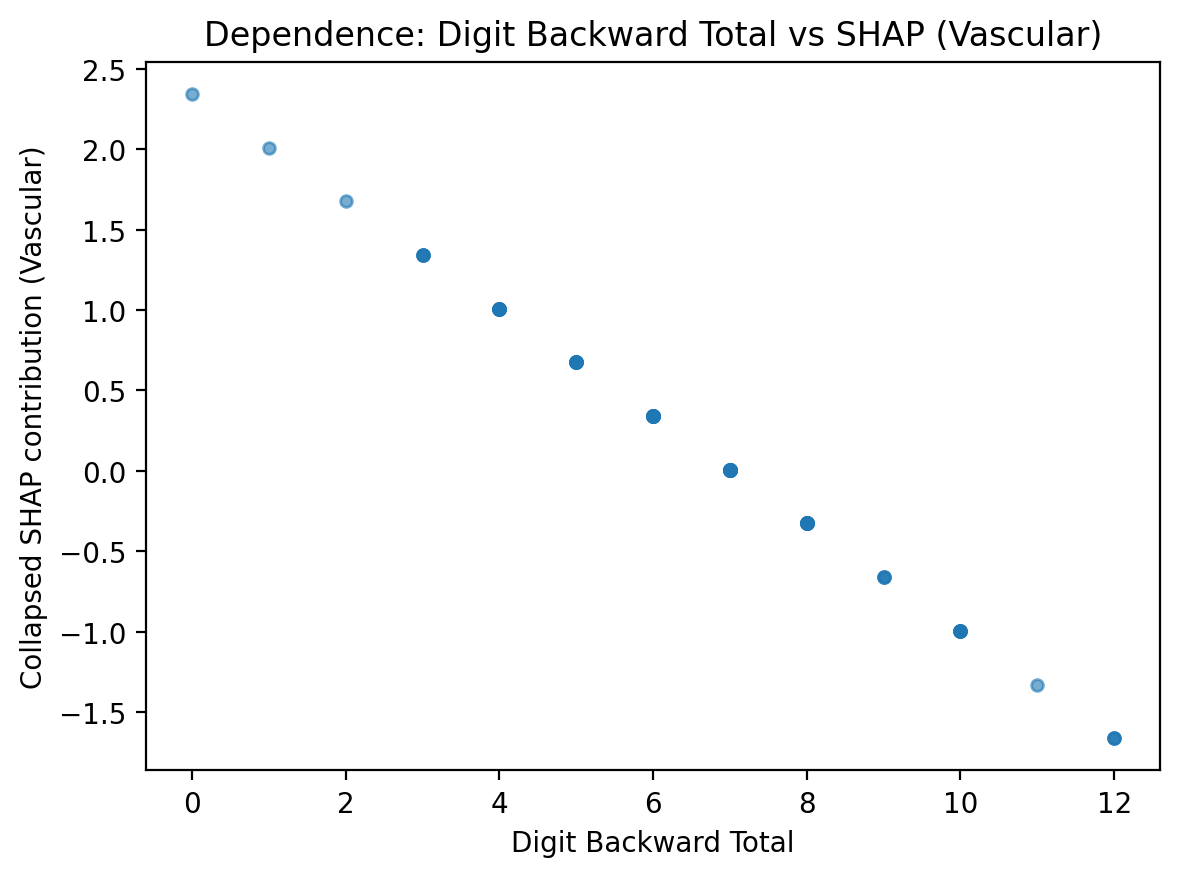 Dependence: Digit Backward Total vs SHAP (Vascular)
Collapsed SHAP contribution (Vascular)
2.5
2.0
1.5
1.0
0.5
0.0
−0.5
−1.0
−1.5
0 2 4 6 8 10 12
Digit Backward Total